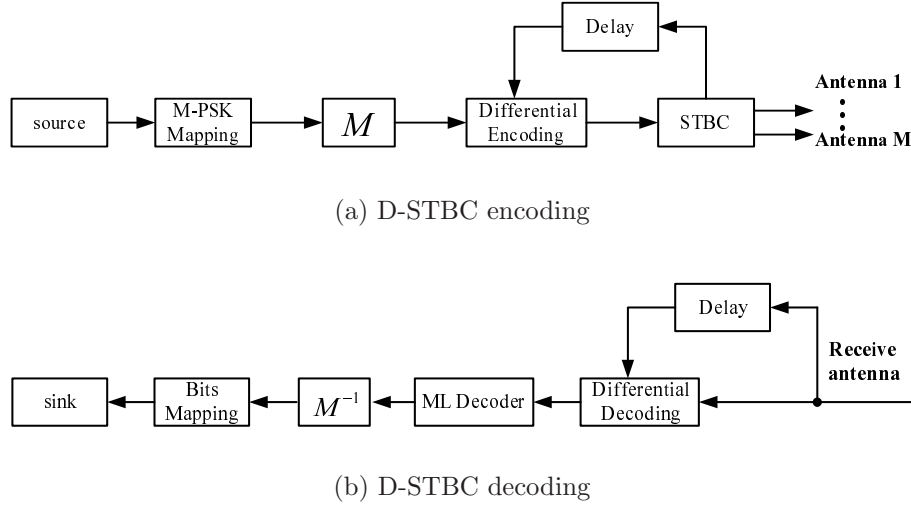 Delay
source
M-PSK
Mapping
M
Differential
Encoding
STBC
Antenna 1
Antenna M
(a) D-STBC encoding
Delay
Receive
antenna
sink
Bits
Mapping
M⁻¹
ML Decoder
Differential
Decoding
(b) D-STBC decoding